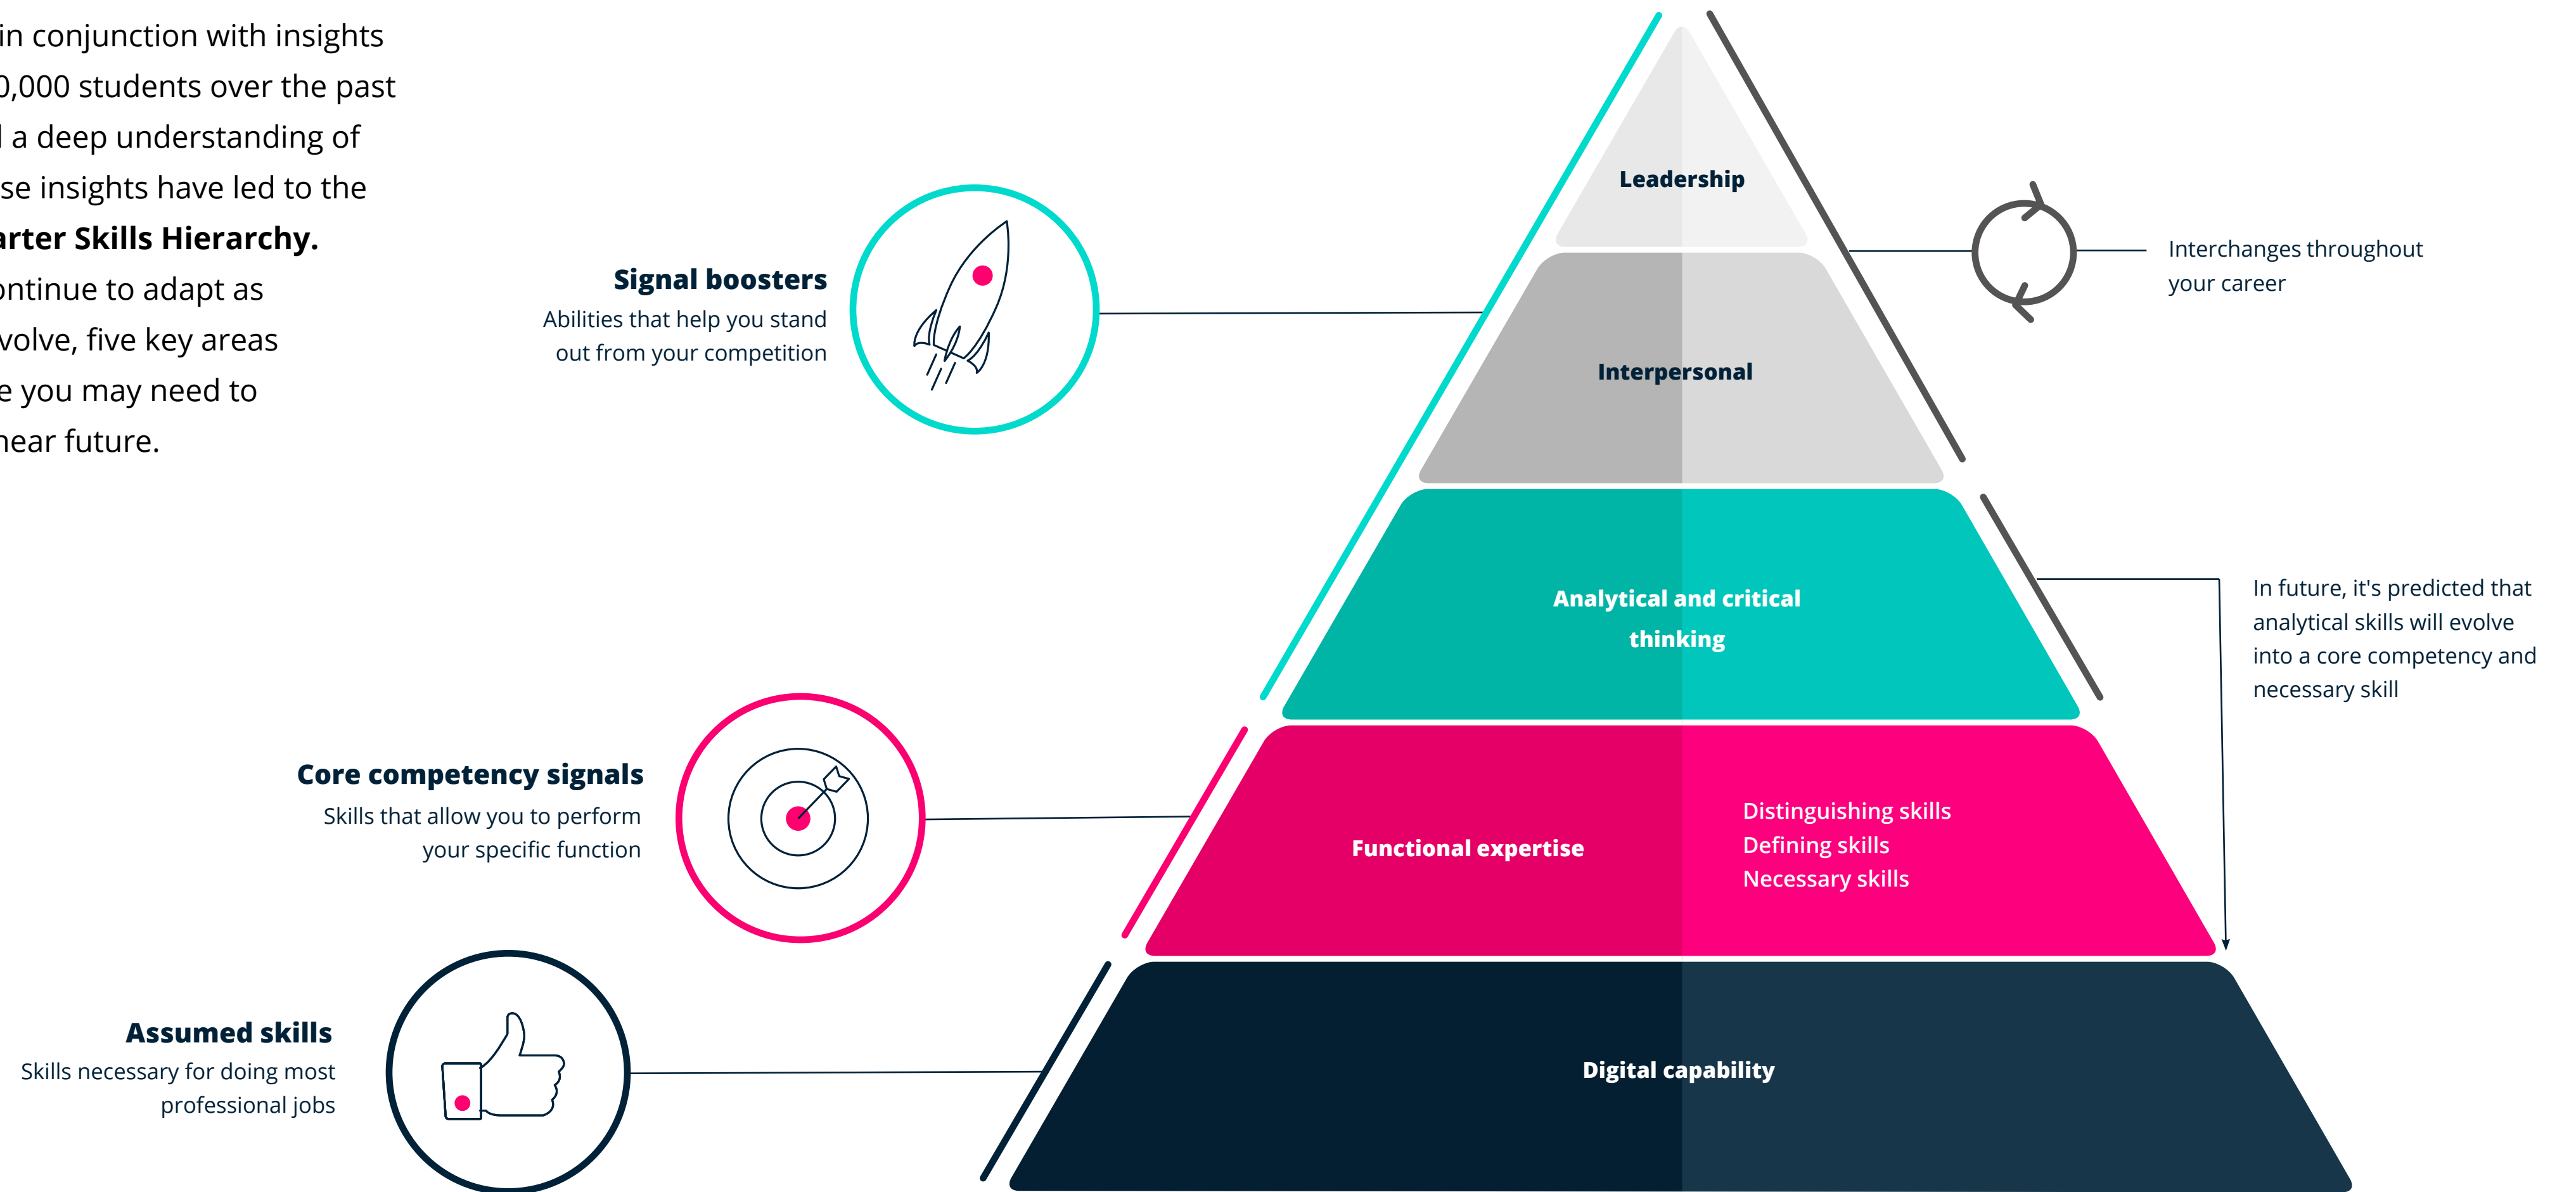 in conjunction with insights
0,000 students over the past
a deep understanding of
se insights have led to the
arter Skills Hierarchy.
ontinue to adapt as
volve, five key areas
e you may need to
near future.
Signal boosters
Abilities that help you stand
out from your competition
Core competency signals
Skills that allow you to perform
your specific function
Assumed skills
Skills necessary for doing most
professional jobs
Leadership
Interpersonal
Analytical and critical
thinking
Functional expertise
Distinguishing skills
Defining skills
Necessary skills
Digital capability
Interchanges throughout
your career
In future, it's predicted that
analytical skills will evolve
into a core competency and
necessary skill